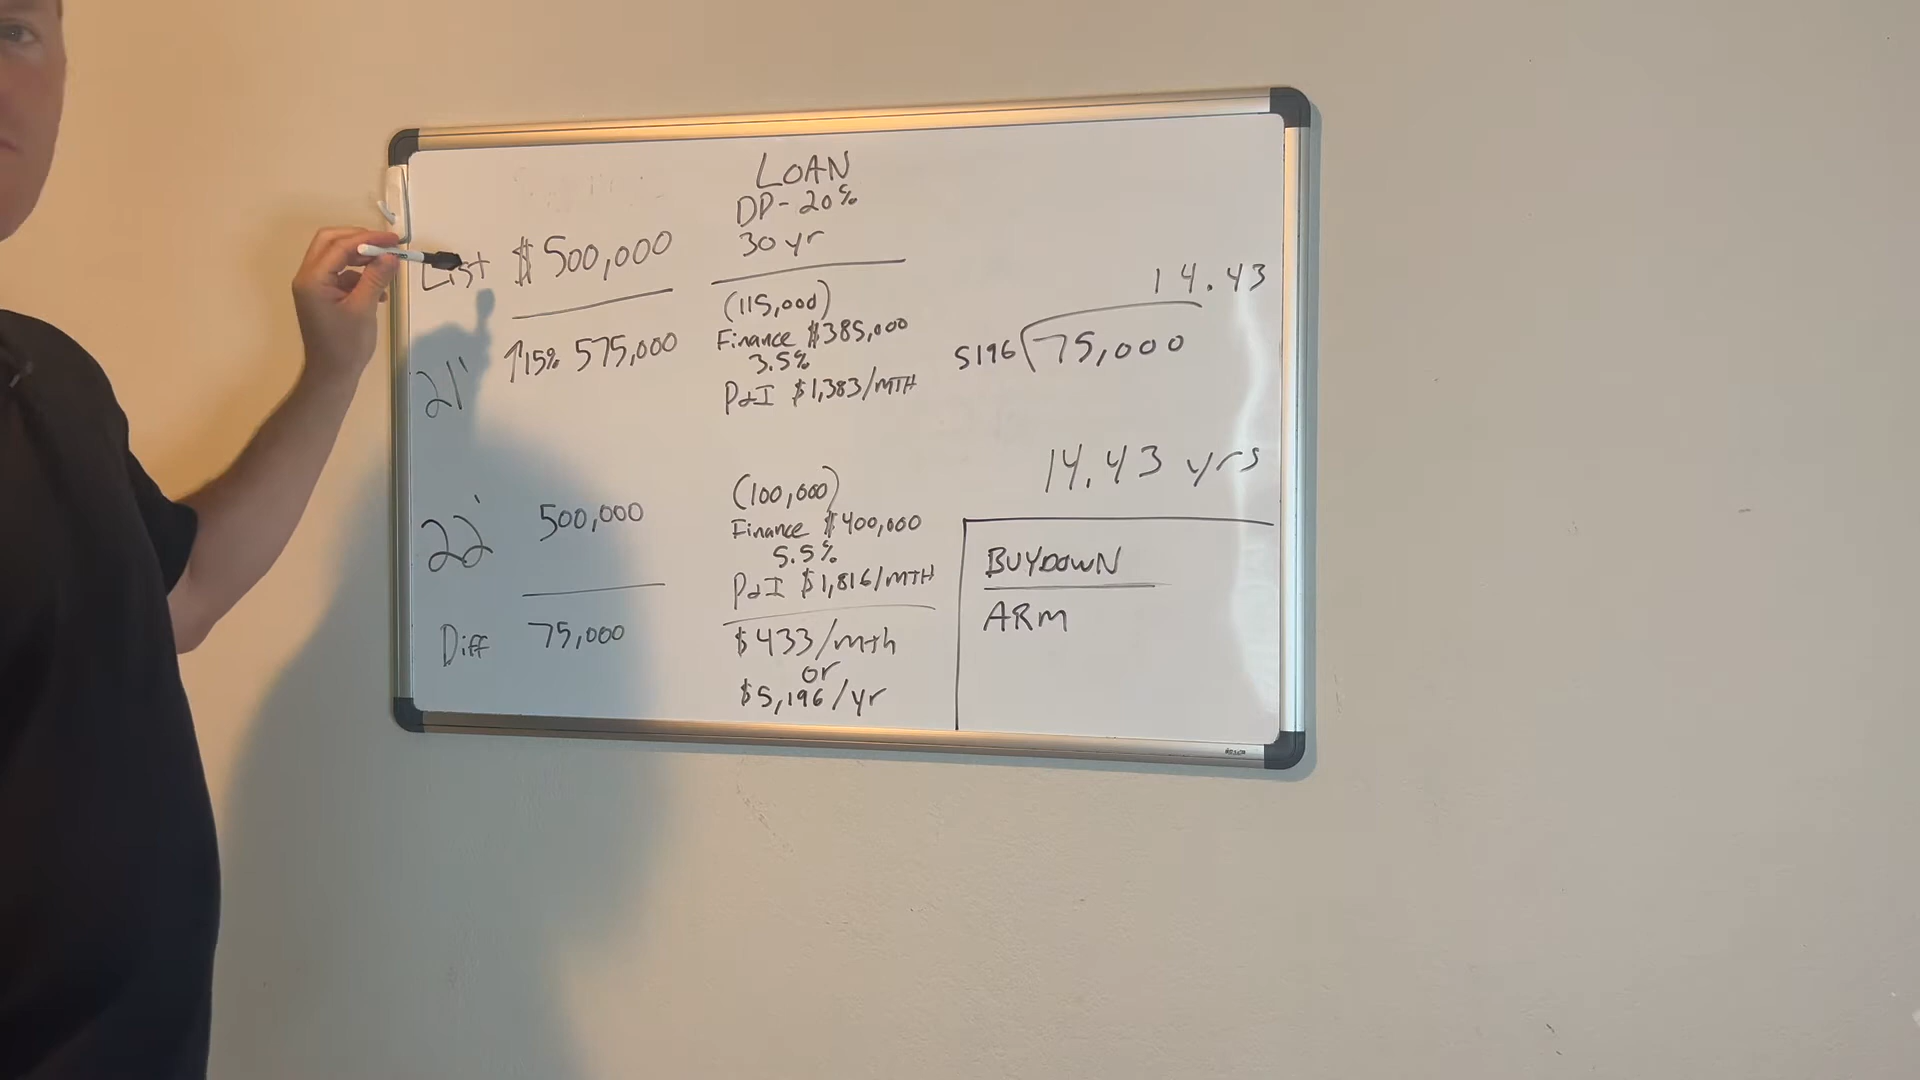 LOAN
DP- 20%
30 yr
List $500,000
21' ↑15% 575,000
(115,000)
Finance $385,000
3.5%
P&I $1,383/MTH
22' 500,000
(100,000)
Finance $400,000
5.5%
P&I $1,816/MTH
Diff 75,000
$433/mth
or
$5,196/yr
14.43
5196 75,000
14.43 yrs
BUYDOWN
ARM